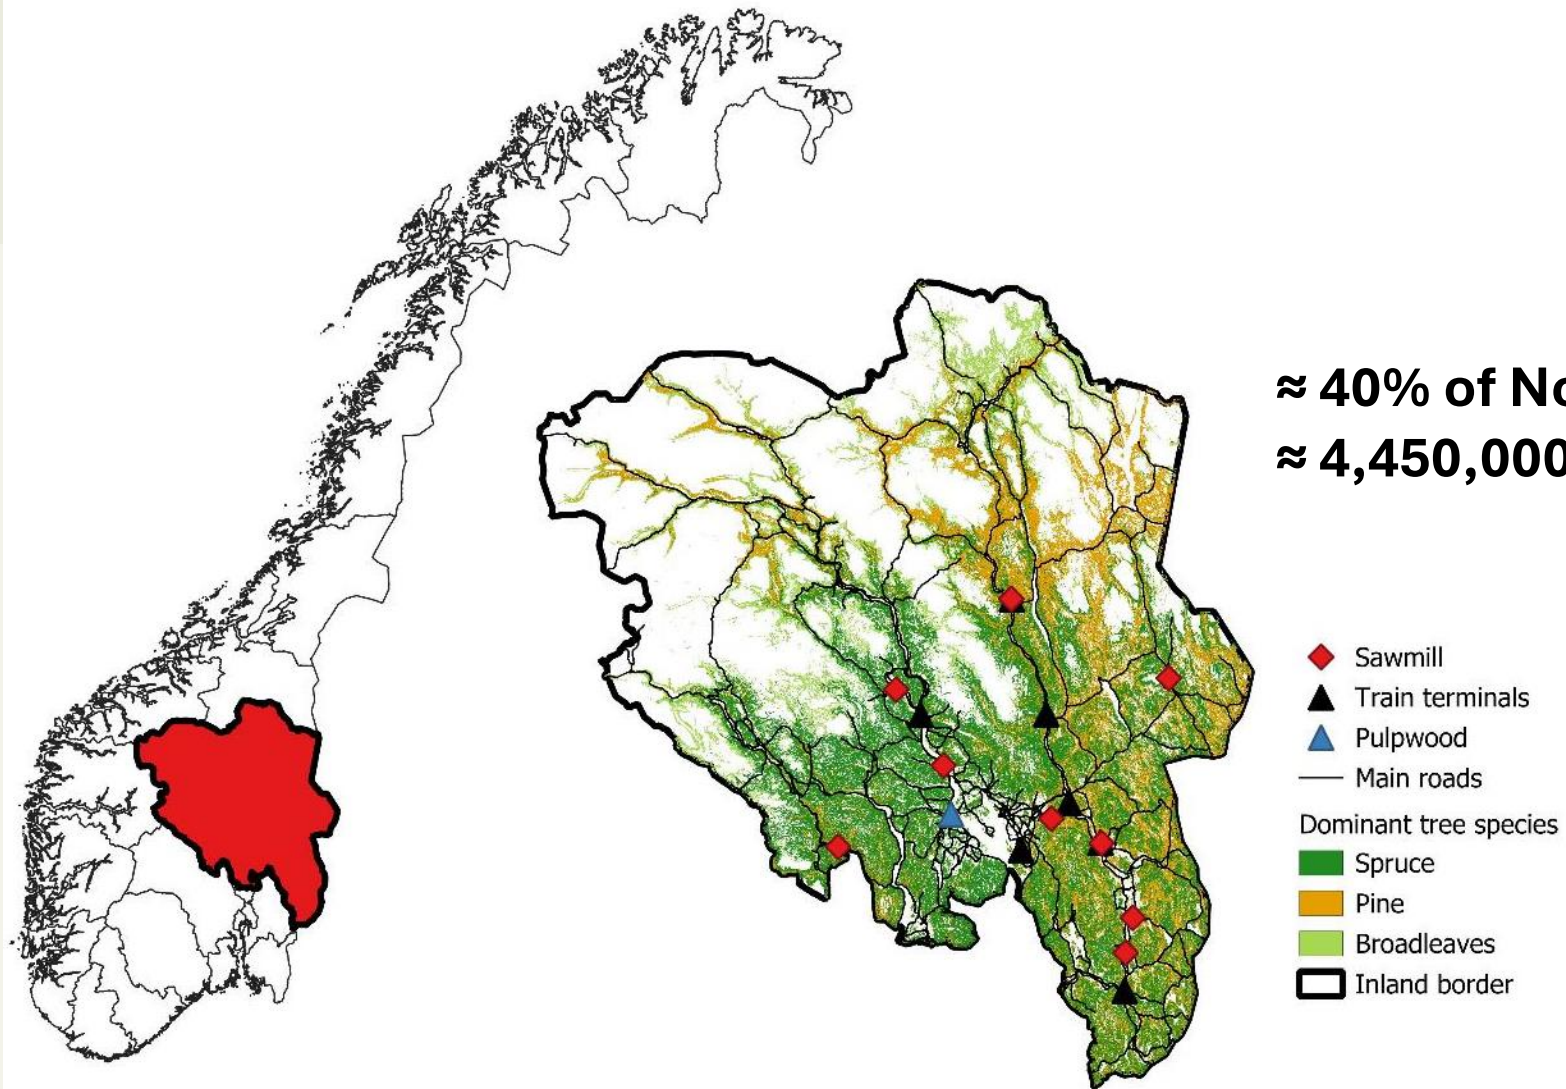 ≈ 40% of No
≈ 4,450,000
Sawmill
Train terminals
Pulpwood
Main roads
Dominant tree species
Spruce
Pine
Broadleaves
Inland border